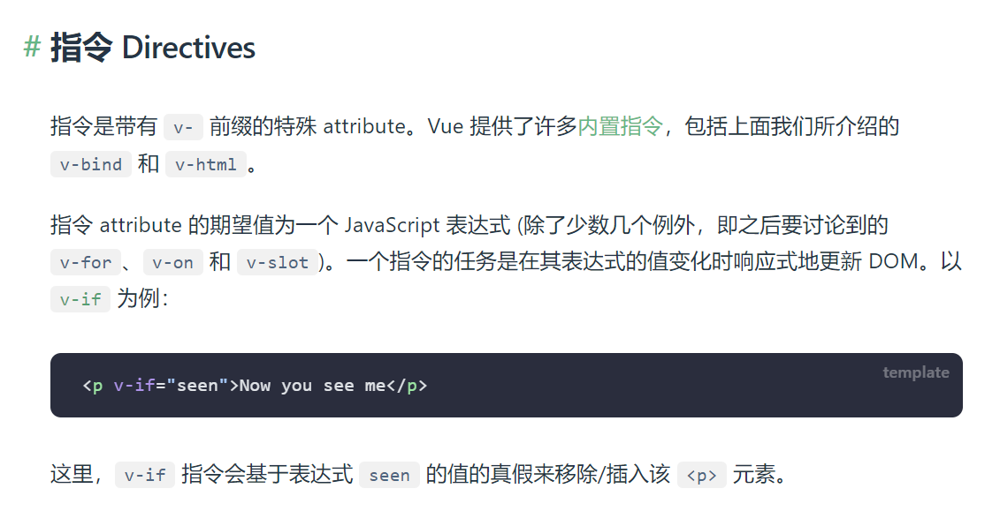 # 指令 Directives
指令是带有 v- 前缀的特殊 attribute。Vue 提供了许多内置指令，包括上面我们所介绍的
v-bind 和 v-html 。
指令 attribute 的期望值为一个 JavaScript 表达式 (除了少数几个例外，即之后要讨论到的
v-for 、 v-on 和 v-slot )。一个指令的任务是在其表达式的值变化时响应式地更新 DOM。以
v-if 为例：
template
<p v-if="seen">Now you see me</p>
这里， v-if 指令会基于表达式 seen 的值的真假来移除/插入该 <p> 元素。